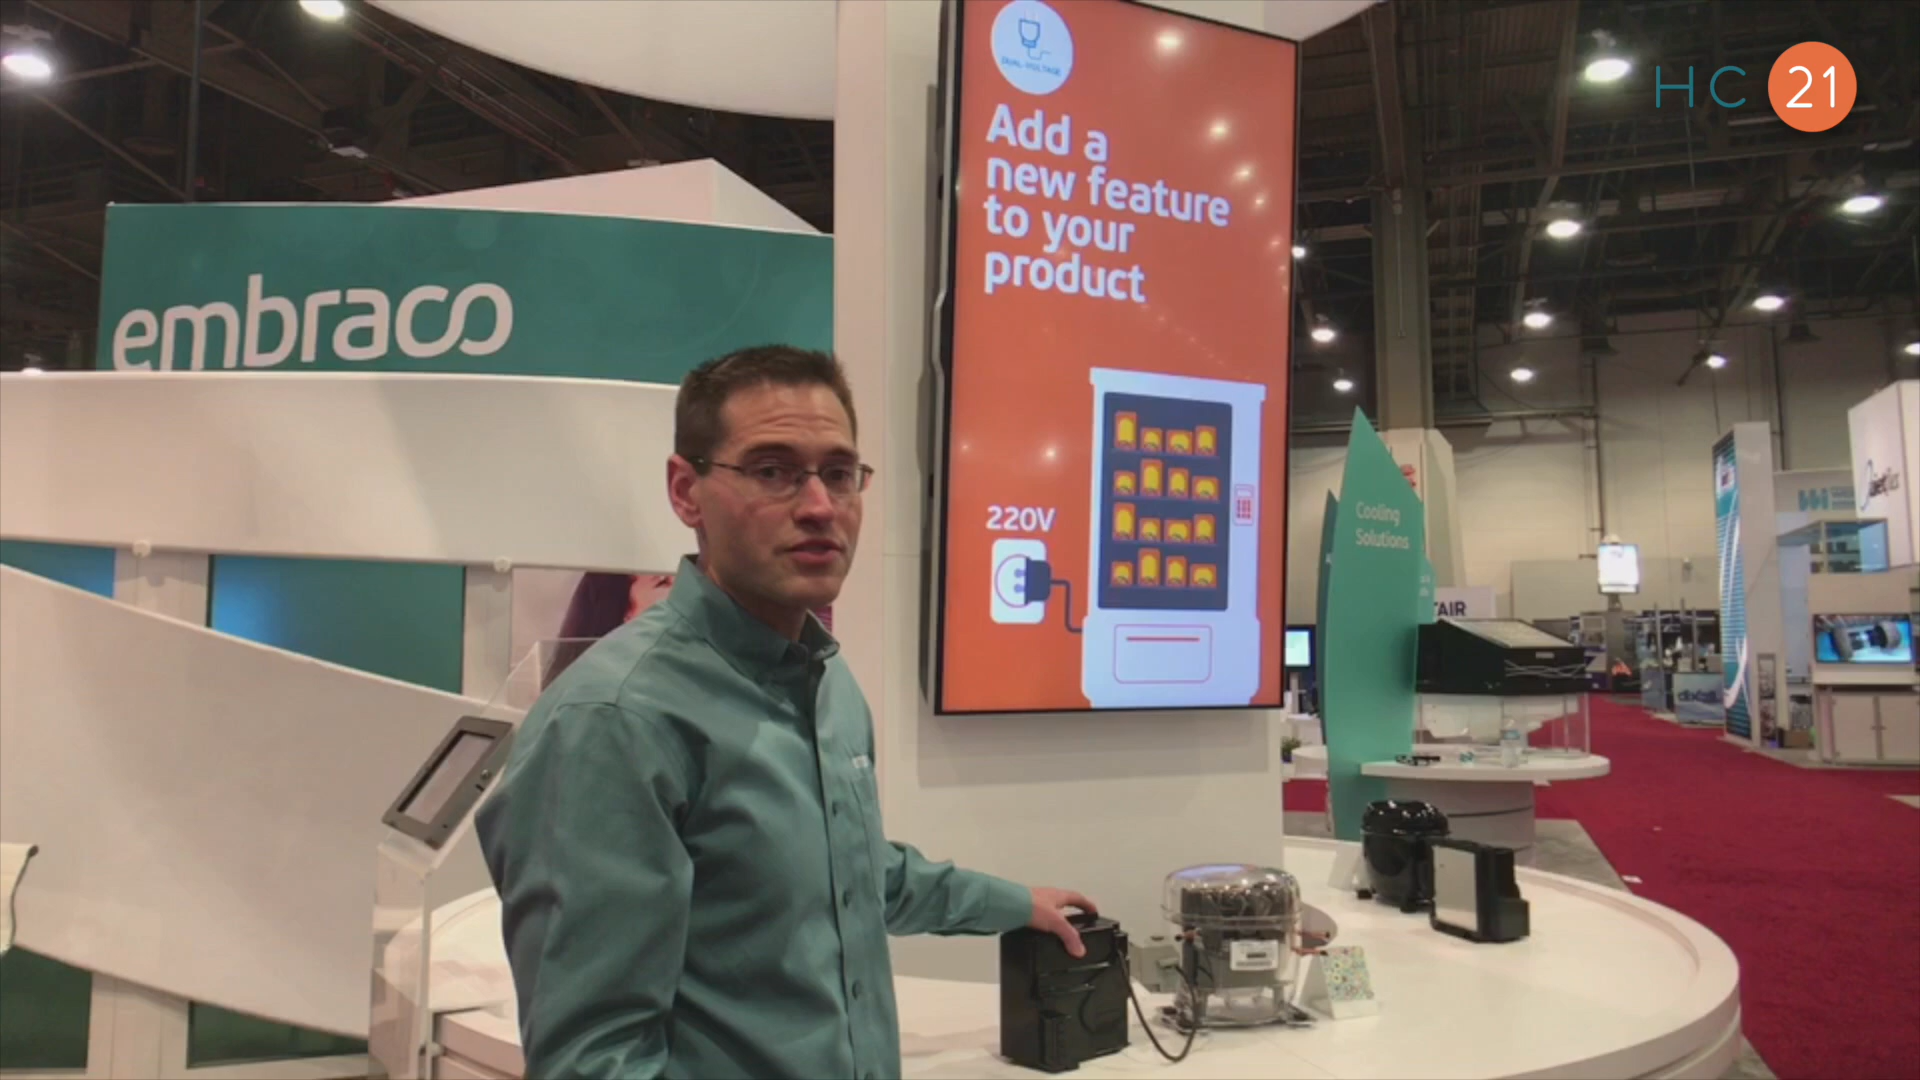 HC 21
DUAL-VOLTAGE
Add a
new feature
to your
product
embraco
220V
Cooling
Solutions